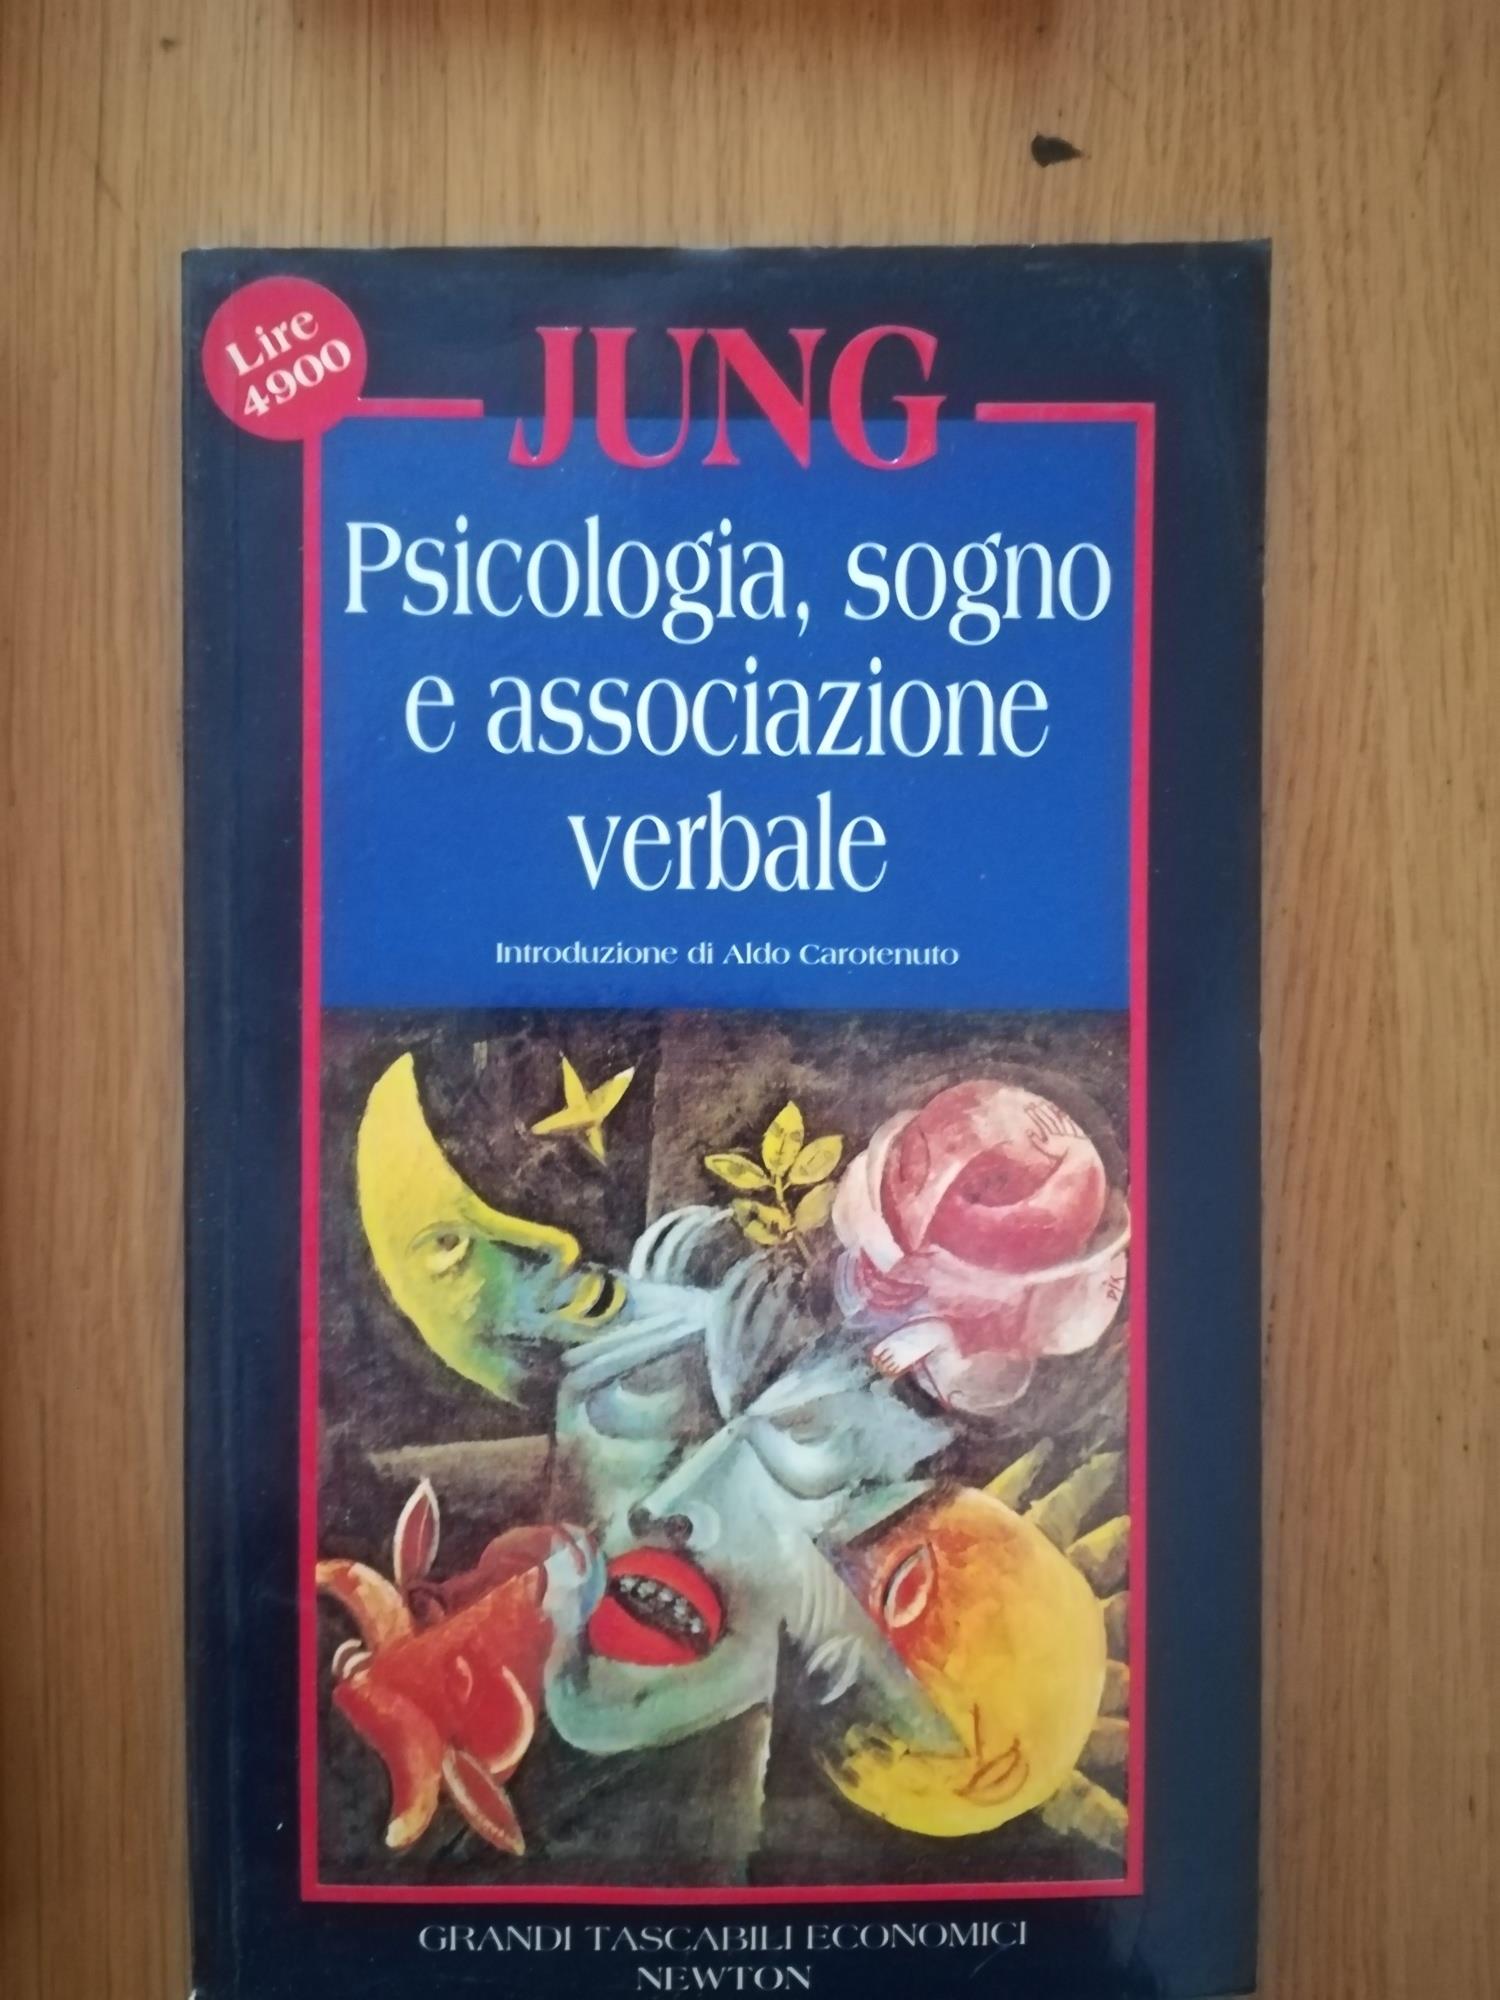 Lire
4900
JUNG
Psicologia, sogno
e associazione
verbale
Introduzione di Aldo Carotenuto
GRANDI TASCABILI ECONOMICI
NEWTON